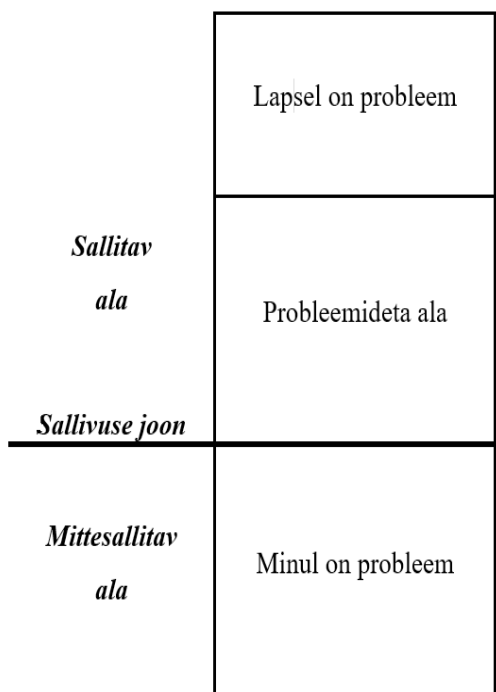 Lapsel on probleem
Sallitav
ala
Probleemideta ala
Sallivuse joon
Mittesallitav
ala
Minul on probleem